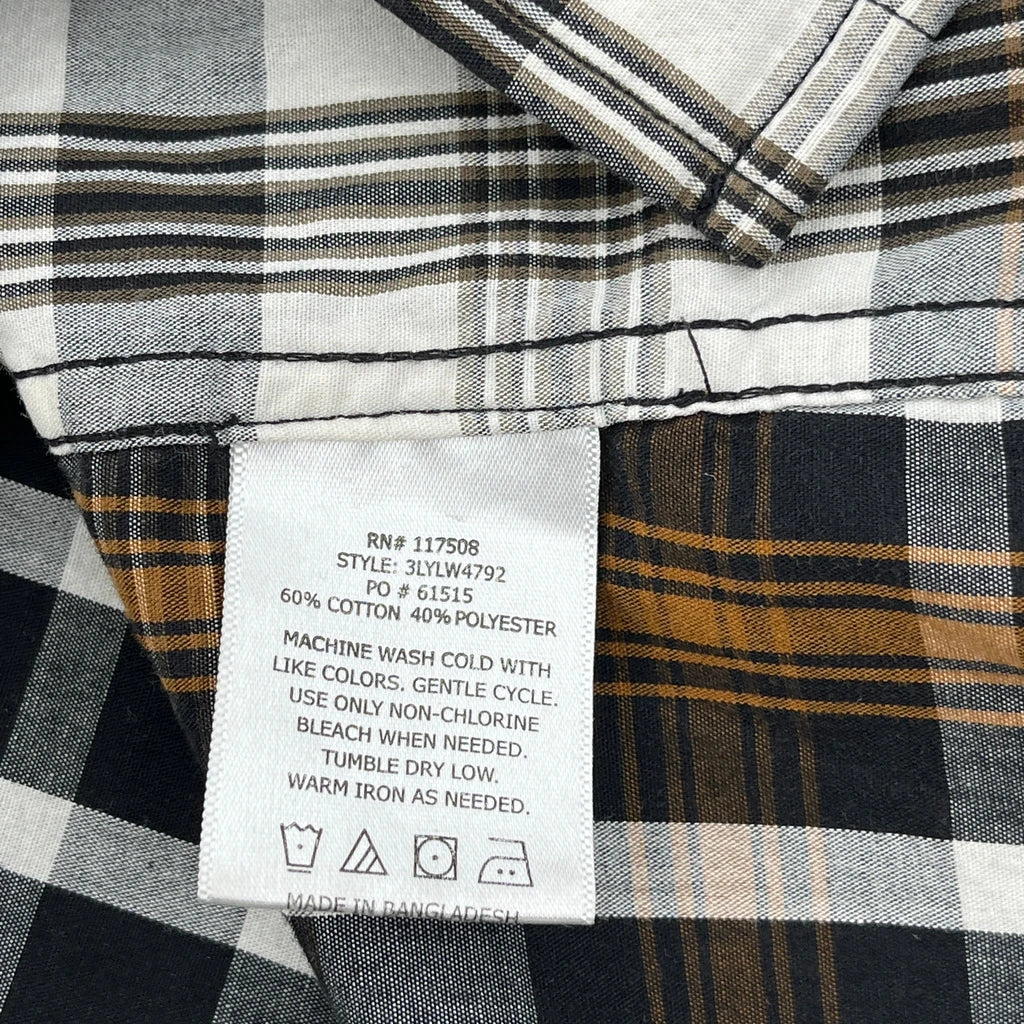 RN# 117508
STYLE: 3LYLW4792
PO # 61515
60% COTTON 40% POLYESTER
MACHINE WASH COLD WITH
LIKE COLORS. GENTLE CYCLE.
USE ONLY NON-CHLORINE
BLEACH WHEN NEEDED.
TUMBLE DRY LOW.
WARM IRON AS NEEDED.
MADE IN BANGLADESH